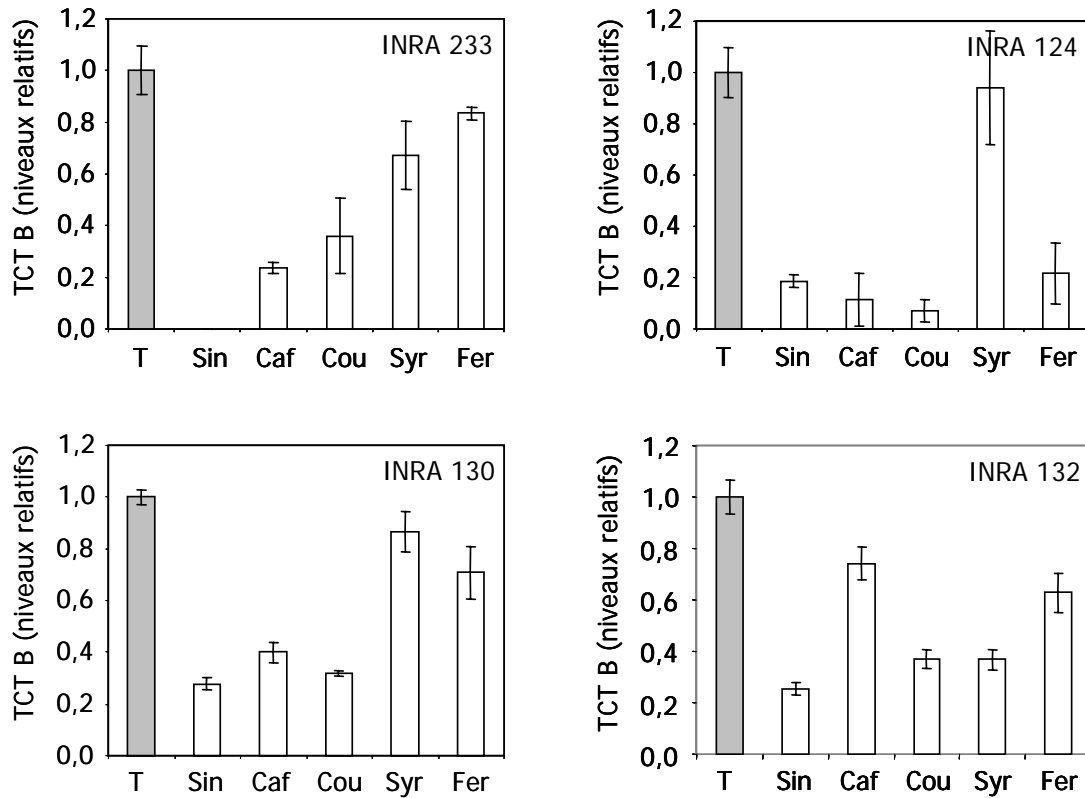 TCT B (niveaux relatifs)
INRA 233
1,2
1,0
0,8
0,6
0,4
0,2
0,0
T Sin Caf Cou Syr Fer
TCT B (niveaux relatifs)
INRA 124
1,2
1,0
0,8
0,6
0,4
0,2
0,0
T Sin Caf Cou Syr Fer
TCT B (niveaux relatifs)
INRA 130
1,2
1,0
0,8
0,6
0,4
0,2
0,0
T Sin Caf Cou Syr Fer
TCT B (niveaux relatifs)
INRA 132
1,2
1,0
0,8
0,6
0,4
0,2
0,0
T Sin Caf Cou Syr Fer